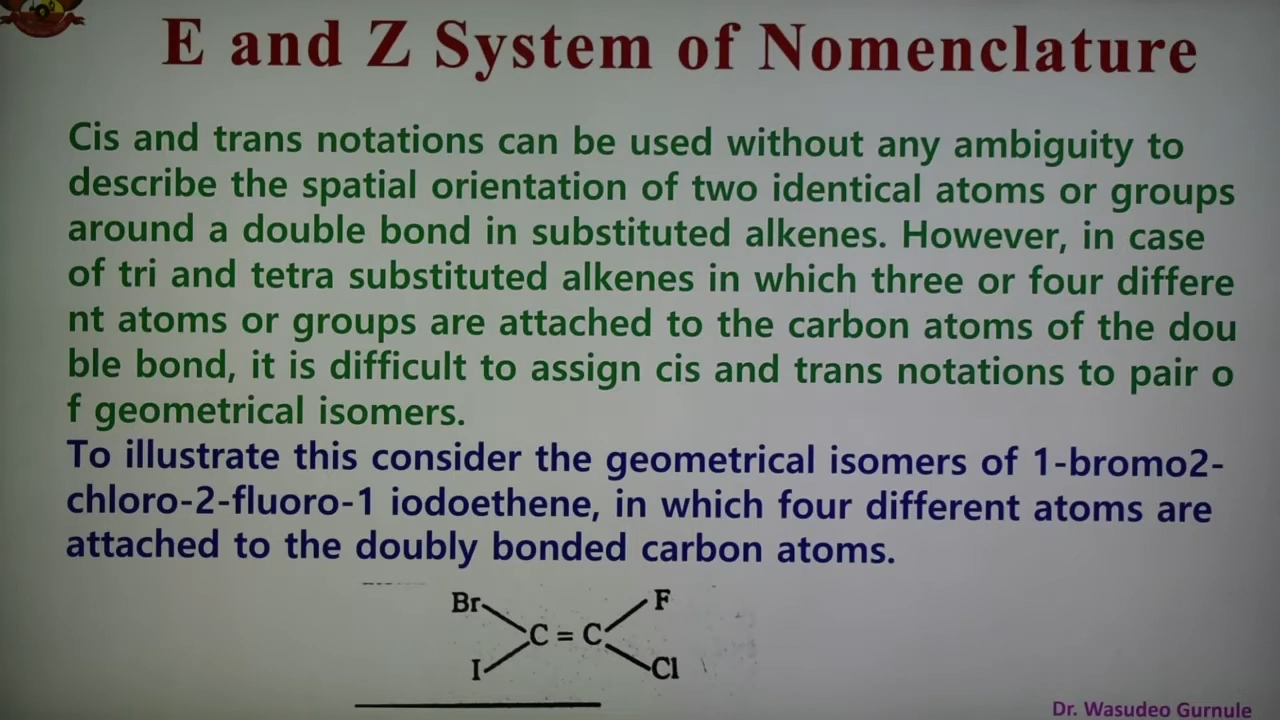 E and Z System of Nomenclature
Cis and trans notations can be used without any ambiguity to
describe the spatial orientation of two identical atoms or groups
around a double bond in substituted alkenes. However, in case
of tri and tetra substituted alkenes in which three or four differe
nt atoms or groups are attached to the carbon atoms of the dou
ble bond, it is difficult to assign cis and trans notations to pair o
f geometrical isomers.
To illustrate this consider the geometrical isomers of 1-bromo2-
chloro-2-fluoro-1 iodoethene, in which four different atoms are
attached to the doubly bonded carbon atoms.
Br F
C = C
I Cl
Dr. Wasudeo Gurnule